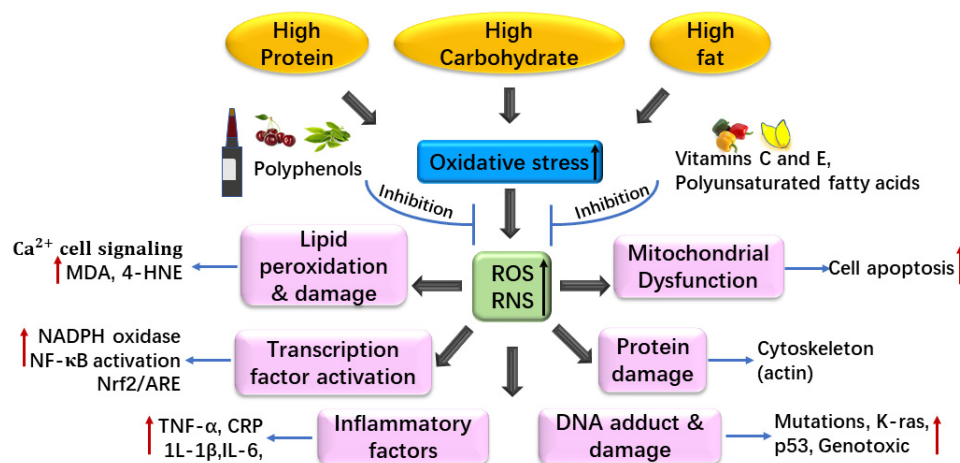 High
Protein
High
Carbohydrate
High
fat
Polyphenols
Oxidative stress
Vitamins C and E,
Polyunsaturated fatty acids
Inhibition
Inhibition
Ca²⁺ cell signaling
MDA, 4-HNE
Lipid
peroxidation
& damage
ROS
RNS
Mitochondrial
Dysfunction
Cell apoptosis
NADPH oxidase
NF-κB activation
Nrf2/ARE
Transcription
factor activation
Protein
damage
Cytoskeleton
(actin)
TNF-α, CRP
1L-1β,IL-6,
Inflammatory
factors
DNA adduct &
damage
Mutations, K-ras,
p53, Genotoxic